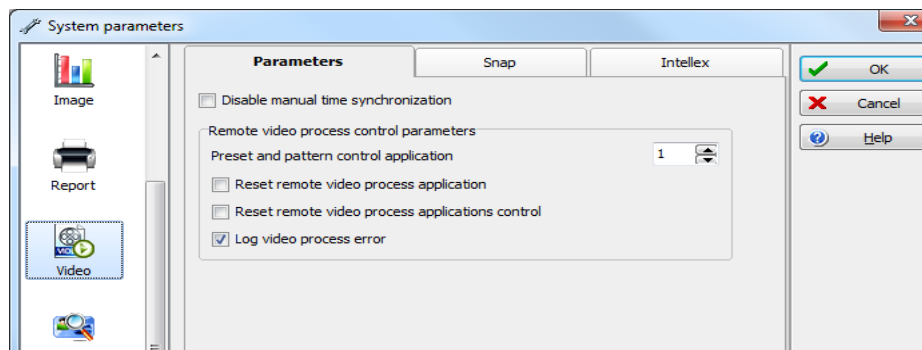 System parameters
Image
Report
Video
Parameters
Snap
Intellex
Disable manual time synchronization
Remote video process control parameters
Preset and pattern control application
1
Reset remote video process application
Reset remote video process applications control
Log video process error
OK
Cancel
Help